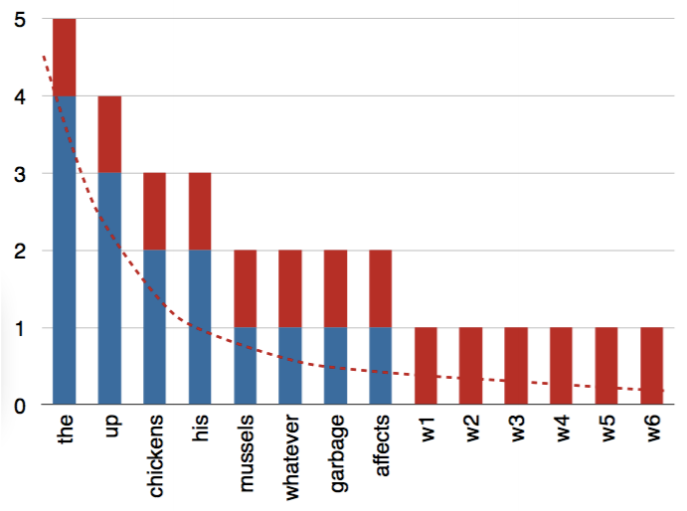 5
4
3
2
1
0
the
up
chickens
his
mussels
whatever
garbage
affects
w1
w2
w3
w4
w5
w6